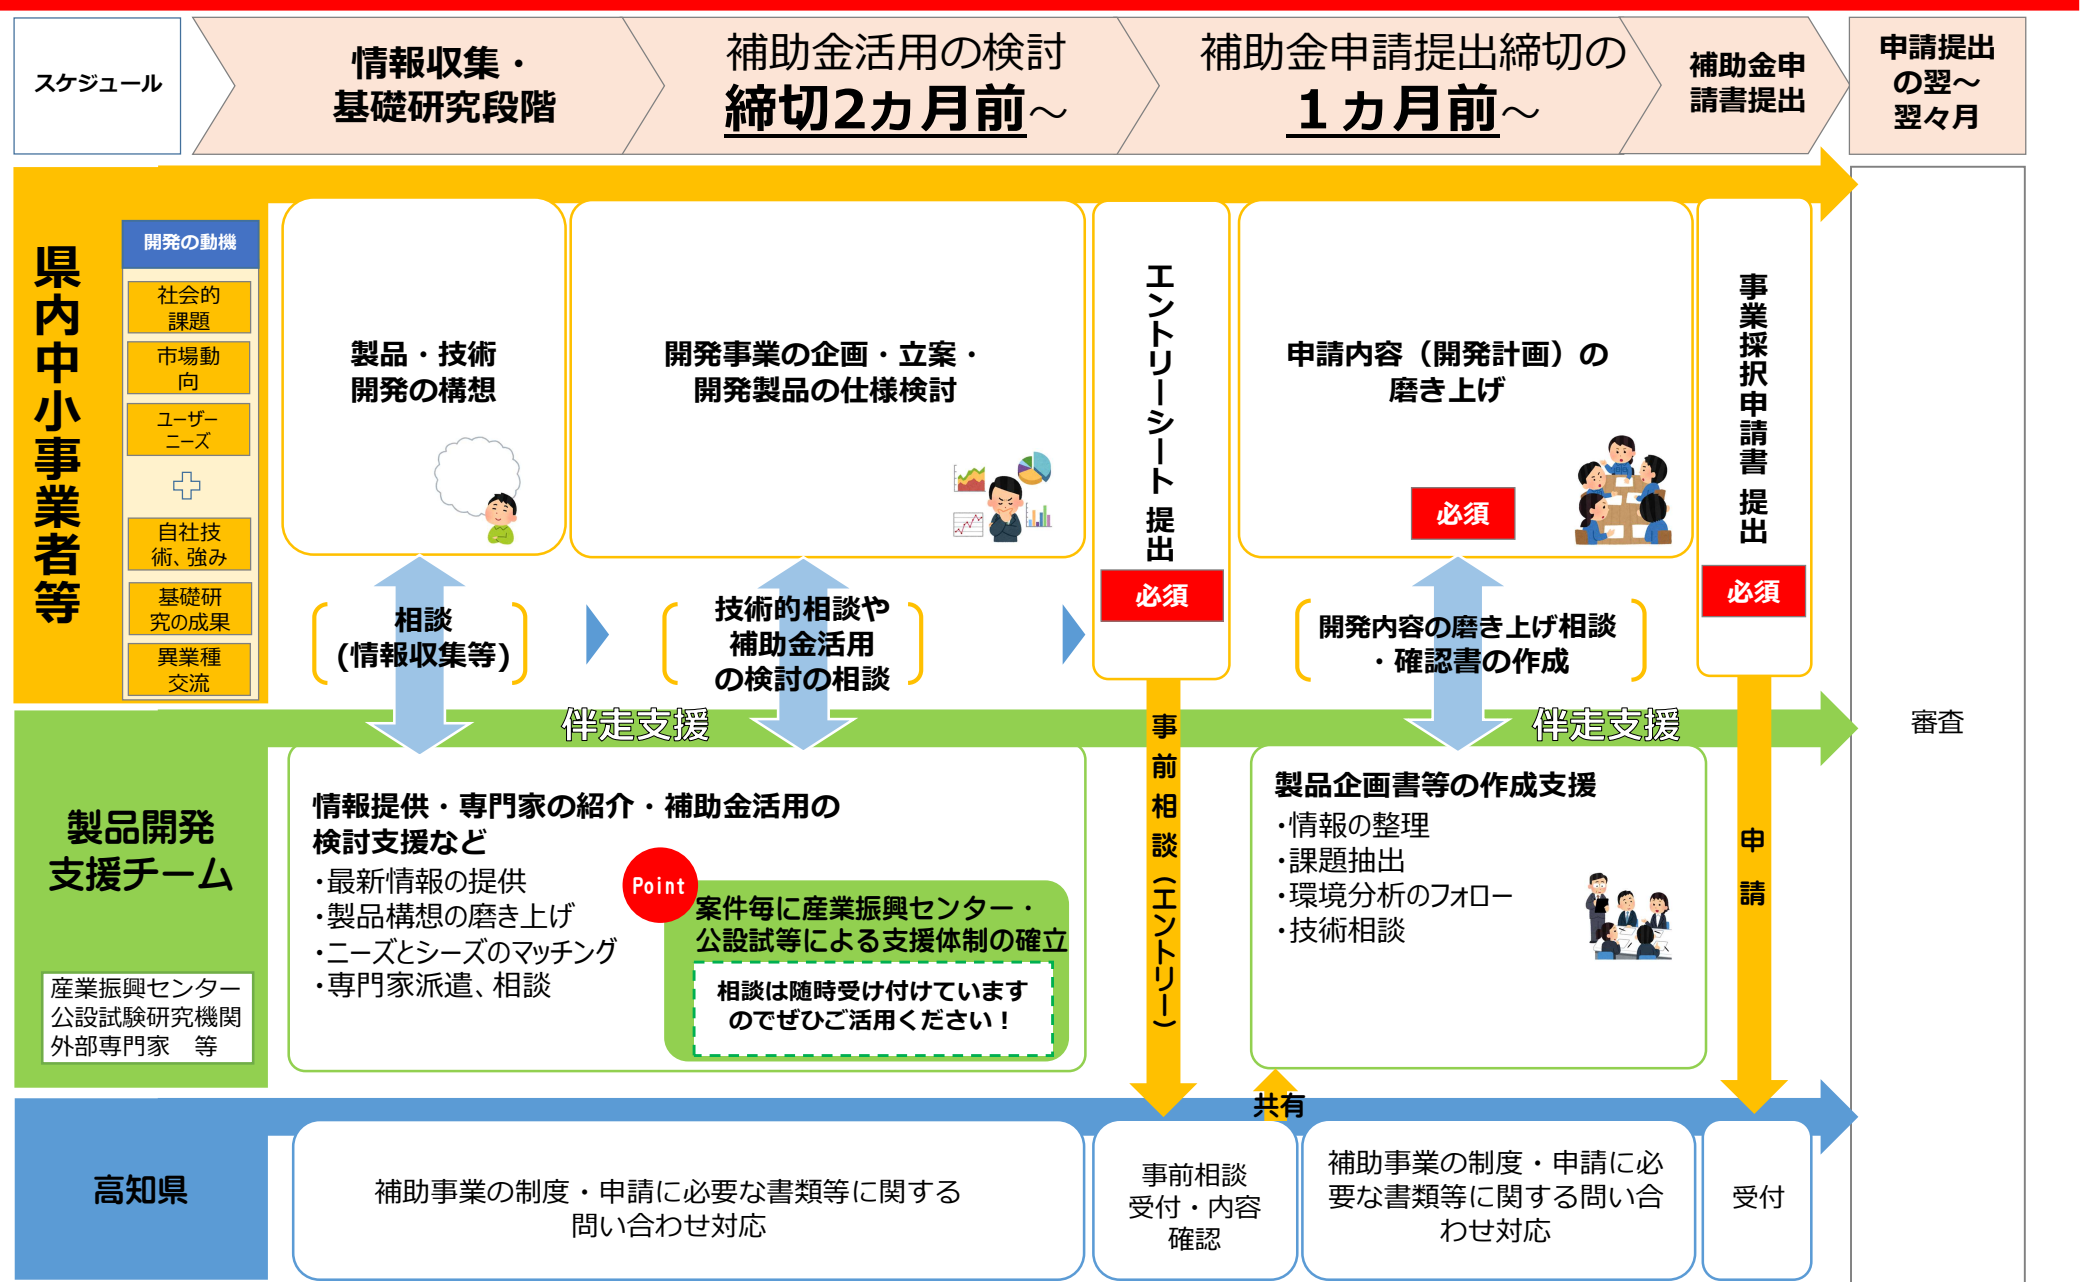 スケジュール
情報収集・
基礎研究段階
補助金活用の検討
締切2ヵ月前～
補助金申請提出締切の
１ヵ月前～
補助金申
請書提出
申請提出
の翌～
翌々月
県内中小事業者等
開発の動機
社会的
課題
市場動
向
ユーザー
ニーズ
自社技
術、強み
基礎研
究の成果
異業種
交流
製品・技術
開発の構想
開発事業の企画・立案・
開発製品の仕様検討
エントリーシート 提出
必須
申請内容（開発計画）の
磨き上げ
必須
事業採択申請書 提出
必須
相談
(情報収集等)
技術的相談や
補助金活用
の検討の相談
開発内容の磨き上げ相談
・確認書の作成
伴走支援
伴走支援
審査
製品開発
支援チーム
産業振興センター
公設試験研究機関
外部専門家　等
情報提供・専門家の紹介・補助金活用の
検討支援など
・最新情報の提供
・製品構想の磨き上げ
・ニーズとシーズのマッチング
・専門家派遣、相談
Point
案件毎に産業振興センター・
公設試等による支援体制の確立
相談は随時受け付けています
のでぜひご活用ください！
事前相談（エントリー）
製品企画書等の作成支援
・情報の整理
・課題抽出
・環境分析のフォロー
・技術相談
申請
共有
高知県
補助事業の制度・申請に必要な書類等に関する
問い合わせ対応
事前相談
受付・内容
確認
補助事業の制度・申請に必
要な書類等に関する問い合
わせ対応
受付